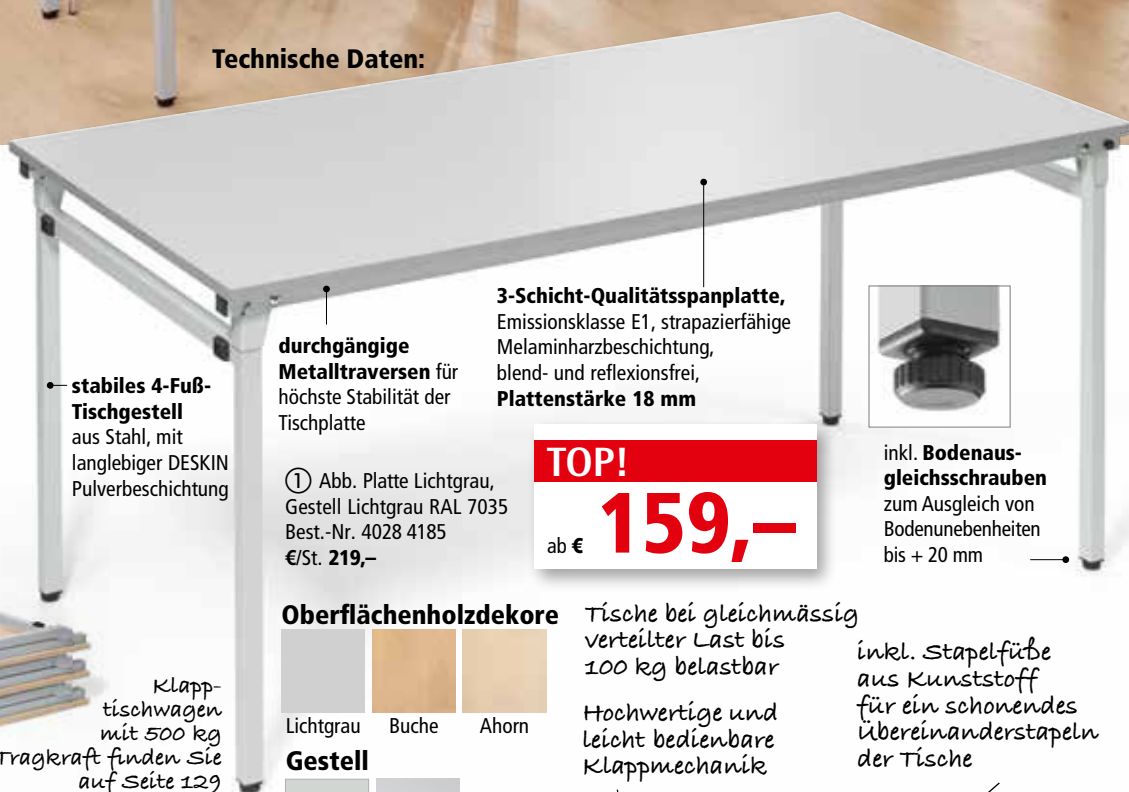 Technische Daten:
3-Schicht-Qualitätsspanplatte,
Emissionsklasse E1, strapazierfähige
Melaminharzbeschichtung,
blend- und reflexionsfrei,
Plattenstärke 18 mm
durchgängige
Metalltraversen für
höchste Stabilität der
Tischplatte
stabiles 4-Fuß-
Tischgestell
aus Stahl, mit
langlebiger DESKIN
Pulverbeschichtung
① Abb. Platte Lichtgrau,
Gestell Lichtgrau RAL 7035
Best.-Nr. 4028 4185
€/St. 219,–
TOP!
ab € 159,–
inkl. Bodenaus-
gleichsschrauben
zum Ausgleich von
Bodenunebenheiten
bis + 20 mm
Oberflächenholzdekore
Lichtgrau Buche Ahorn
Gestell
Klapp-
tischwagen
mit 500 kg
Tragkraft finden Sie
auf Seite 129
Tische bei gleichmässig
verteilter Last bis
100 kg belastbar
Hochwertige und
leicht bedienbare
Klappmechanik
inkl. Stapelfüße
aus Kunststoff
für ein schonendes
Übereinanderstapeln
der Tische